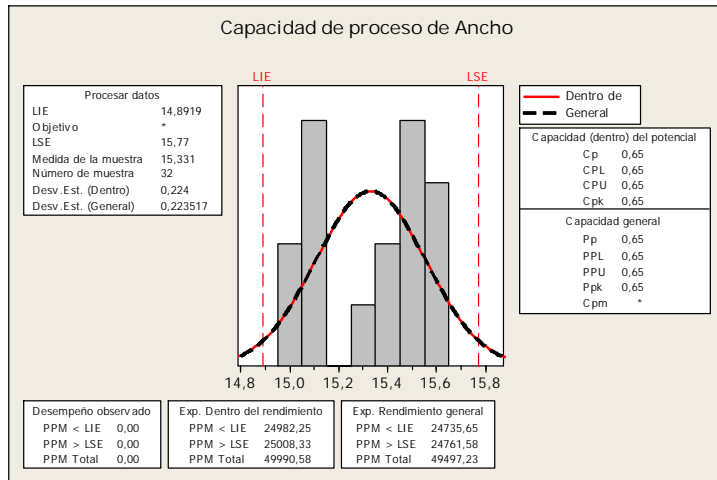 Capacidad de proceso de Ancho
LIE LSE
Procesar datos
LIE 14,8919
Objetivo *
LSE 15,77
Medida de la muestra 15,331
Número de muestra 32
Desv.Est. (Dentro) 0,224
Desv.Est. (General) 0,223517
Dentro de
General
Capacidad (dentro) del potencial
Cp 0,65
CPL 0,65
CPU 0,65
Cpk 0,65
Capacidad general
Pp 0,65
PPL 0,65
PPU 0,65
Ppk 0,65
Cpm *
14,8 15,0 15,2 15,4 15,6 15,8
Desempeño observado
PPM < LIE 0,00
PPM > LSE 0,00
PPM Total 0,00
Exp. Dentro del rendimiento
PPM < LIE 24982,25
PPM > LSE 25008,33
PPM Total 49990,58
Exp. Rendimiento general
PPM < LIE 24735,65
PPM > LSE 24761,58
PPM Total 49497,23